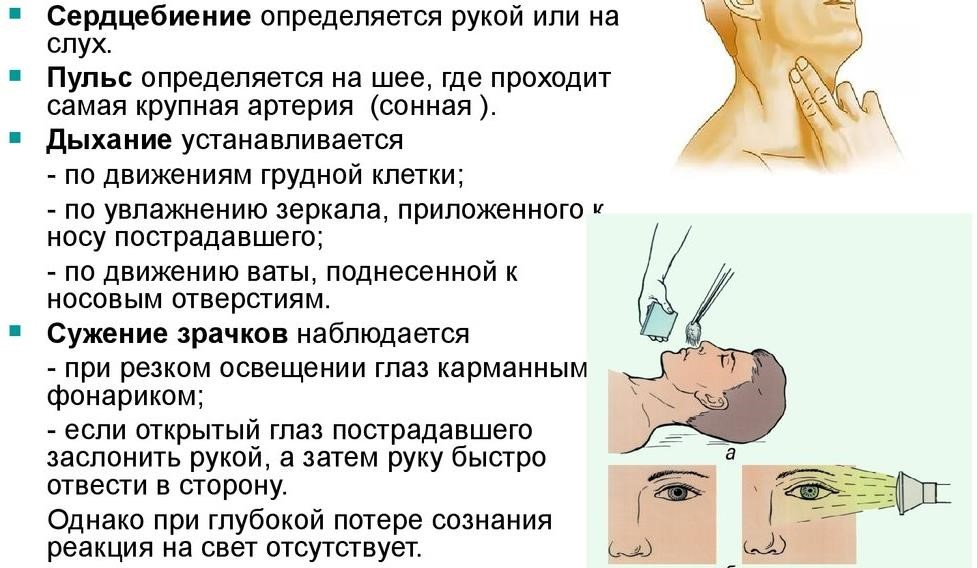 Сердцебиение определяется рукой или на
слух.
Пульс определяется на шее, где проходит
самая крупная артерия (сонная ).
Дыхание устанавливается
- по движениям грудной клетки;
- по увлажнению зеркала, приложенного к
носу пострадавшего;
- по движению ваты, поднесенной к
носовым отверстиям.
Сужение зрачков наблюдается
- при резком освещении глаз карманным
фонариком;
- если открытый глаз пострадавшего
заслонить рукой, а затем руку быстро
отвести в сторону.
Однако при глубокой потере сознания
реакция на свет отсутствует.
а